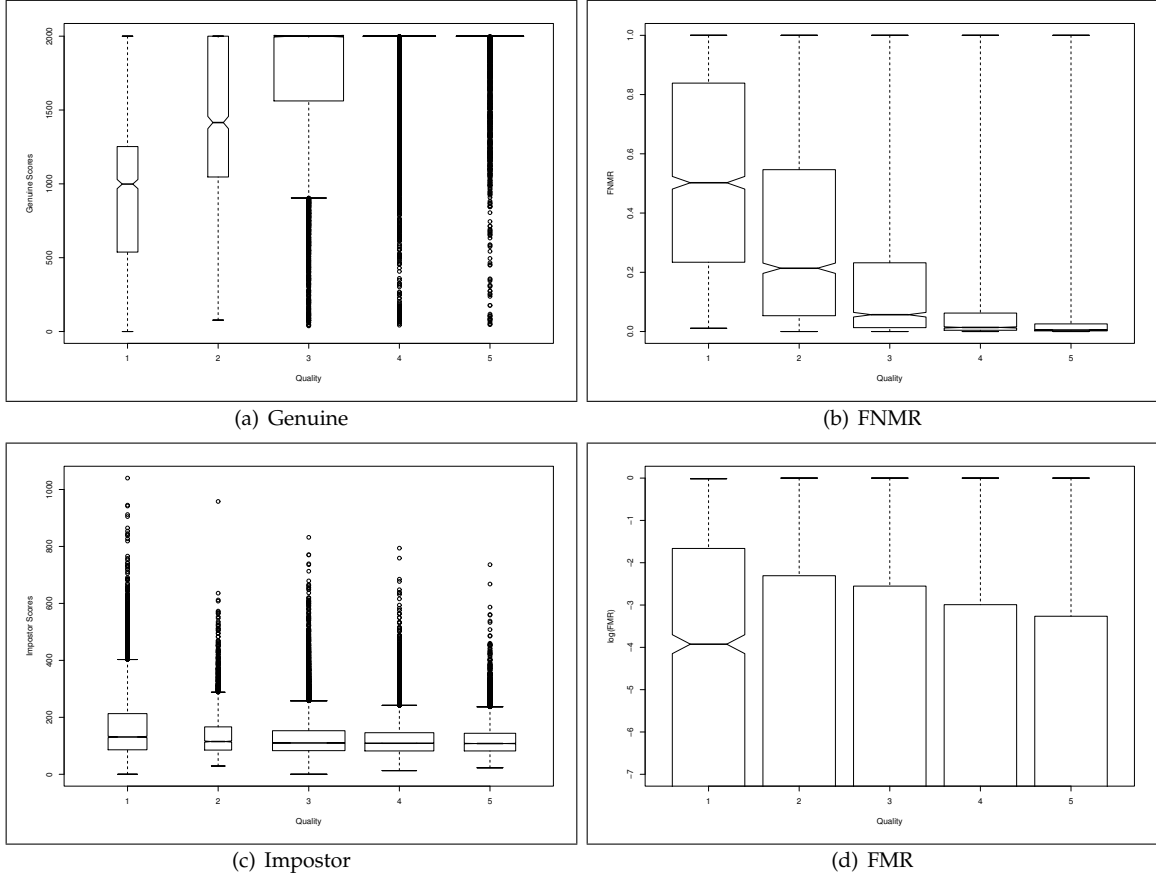 2000
1500
1000
500
0
Genuine Scores
1 2 3 4 5
Quality
(a) Genuine
1.0
0.8
0.6
0.4
0.2
0.0
FNMR
1 2 3 4 5
Quality
(b) FNMR
1000
800
600
400
200
0
Impostor Scores
1 2 3 4 5
Quality
(c) Impostor
0
−1
−2
−3
−4
−5
−6
−7
log(FMR)
1 2 3 4 5
Quality
(d) FMR